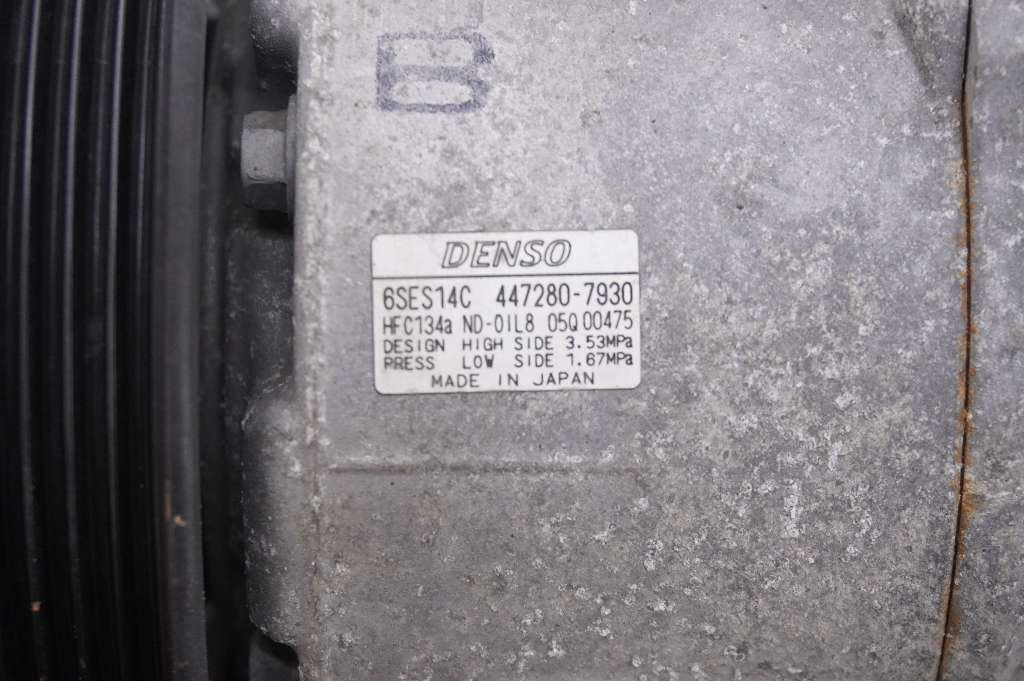 B
DENSO
6SES14C 447280-7930
HFC134a ND-OIL8 05Q00475
DESIGN HIGH SIDE 3.53MPa
PRESS LOW SIDE 1.67MPa
MADE IN JAPAN